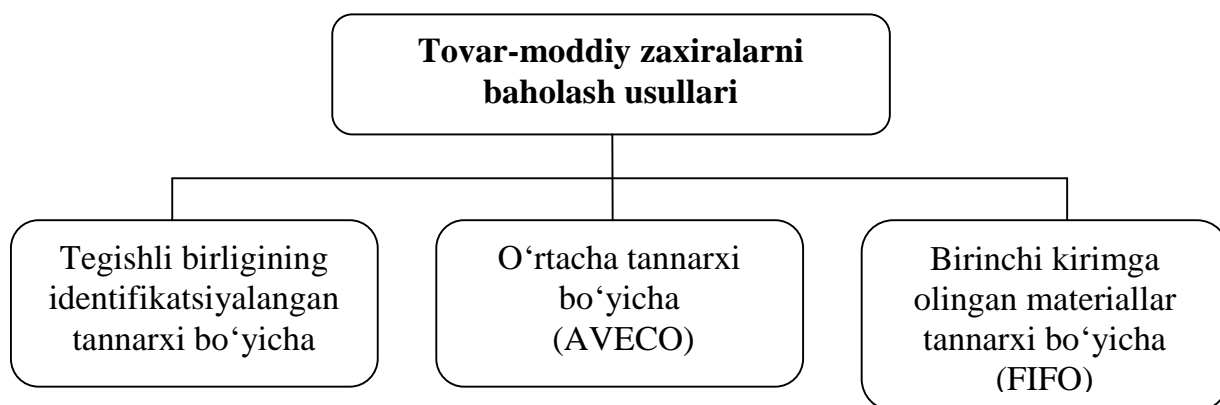 Tovar-moddiy zaxiralarni
baholash usullari
Tegishli birligining
identifikatsiyalangan
tannarxi bo‘yicha
O‘rtacha tannarxi
bo‘yicha
(AVECO)
Birinchi kirimga
olingan materiallar
tannarxi bo‘yicha
(FIFO)